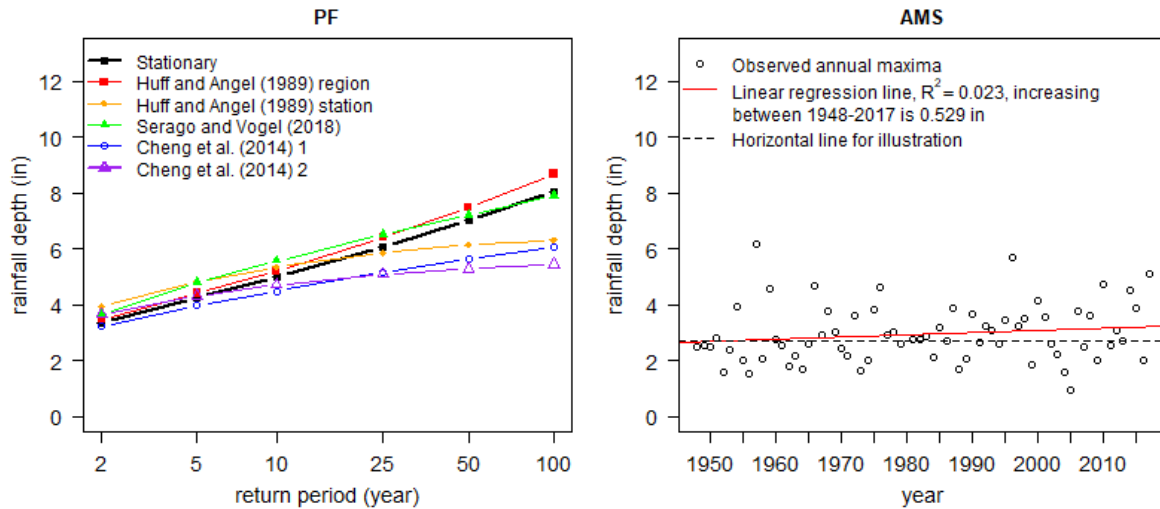 PF
Stationary
Huff and Angel (1989) region
Huff and Angel (1989) station
Serago and Vogel (2018)
Cheng et al. (2014) 1
Cheng et al. (2014) 2
rainfall depth (in)
12
10
8
6
4
2
0
2 5 10 25 50 100
return period (year)
AMS
Observed annual maxima
Linear regression line, R² = 0.023, increasing
between 1948-2017 is 0.529 in
Horizontal line for illustration
rainfall depth (in)
12
10
8
6
4
2
0
1950 1960 1970 1980 1990 2000 2010
year